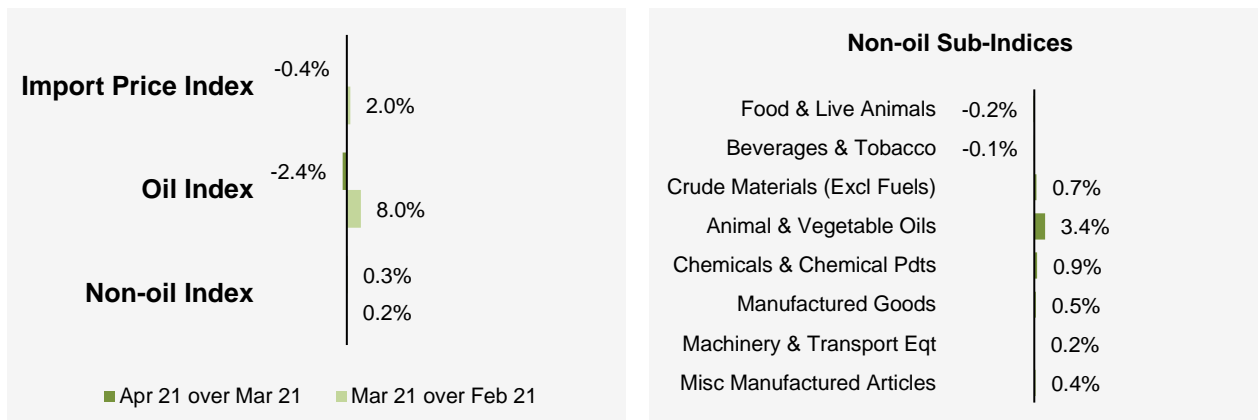 -0.4%
Import Price Index
2.0%
-2.4%
Oil Index
8.0%
0.3%
Non-oil Index
0.2%
Apr 21 over Mar 21 Mar 21 over Feb 21
Non-oil Sub-Indices
Food & Live Animals -0.2%
Beverages & Tobacco -0.1%
Crude Materials (Excl Fuels) 0.7%
Animal & Vegetable Oils 3.4%
Chemicals & Chemical Pdts 0.9%
Manufactured Goods 0.5%
Machinery & Transport Eqt 0.2%
Misc Manufactured Articles 0.4%